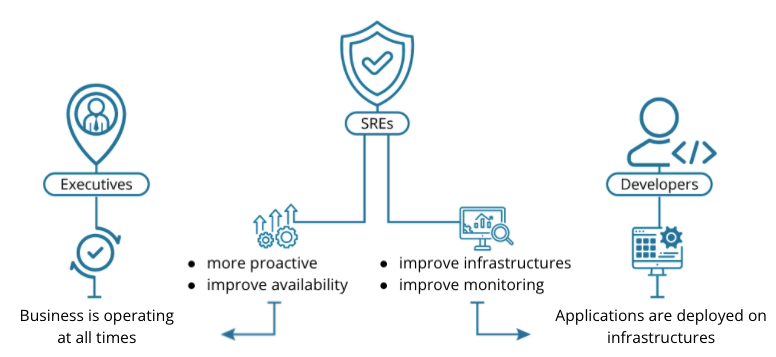 SREs
Executives
Developers
● more proactive
● improve availability
● improve infrastructures
● improve monitoring
Business is operating
at all times
Applications are deployed on
infrastructures